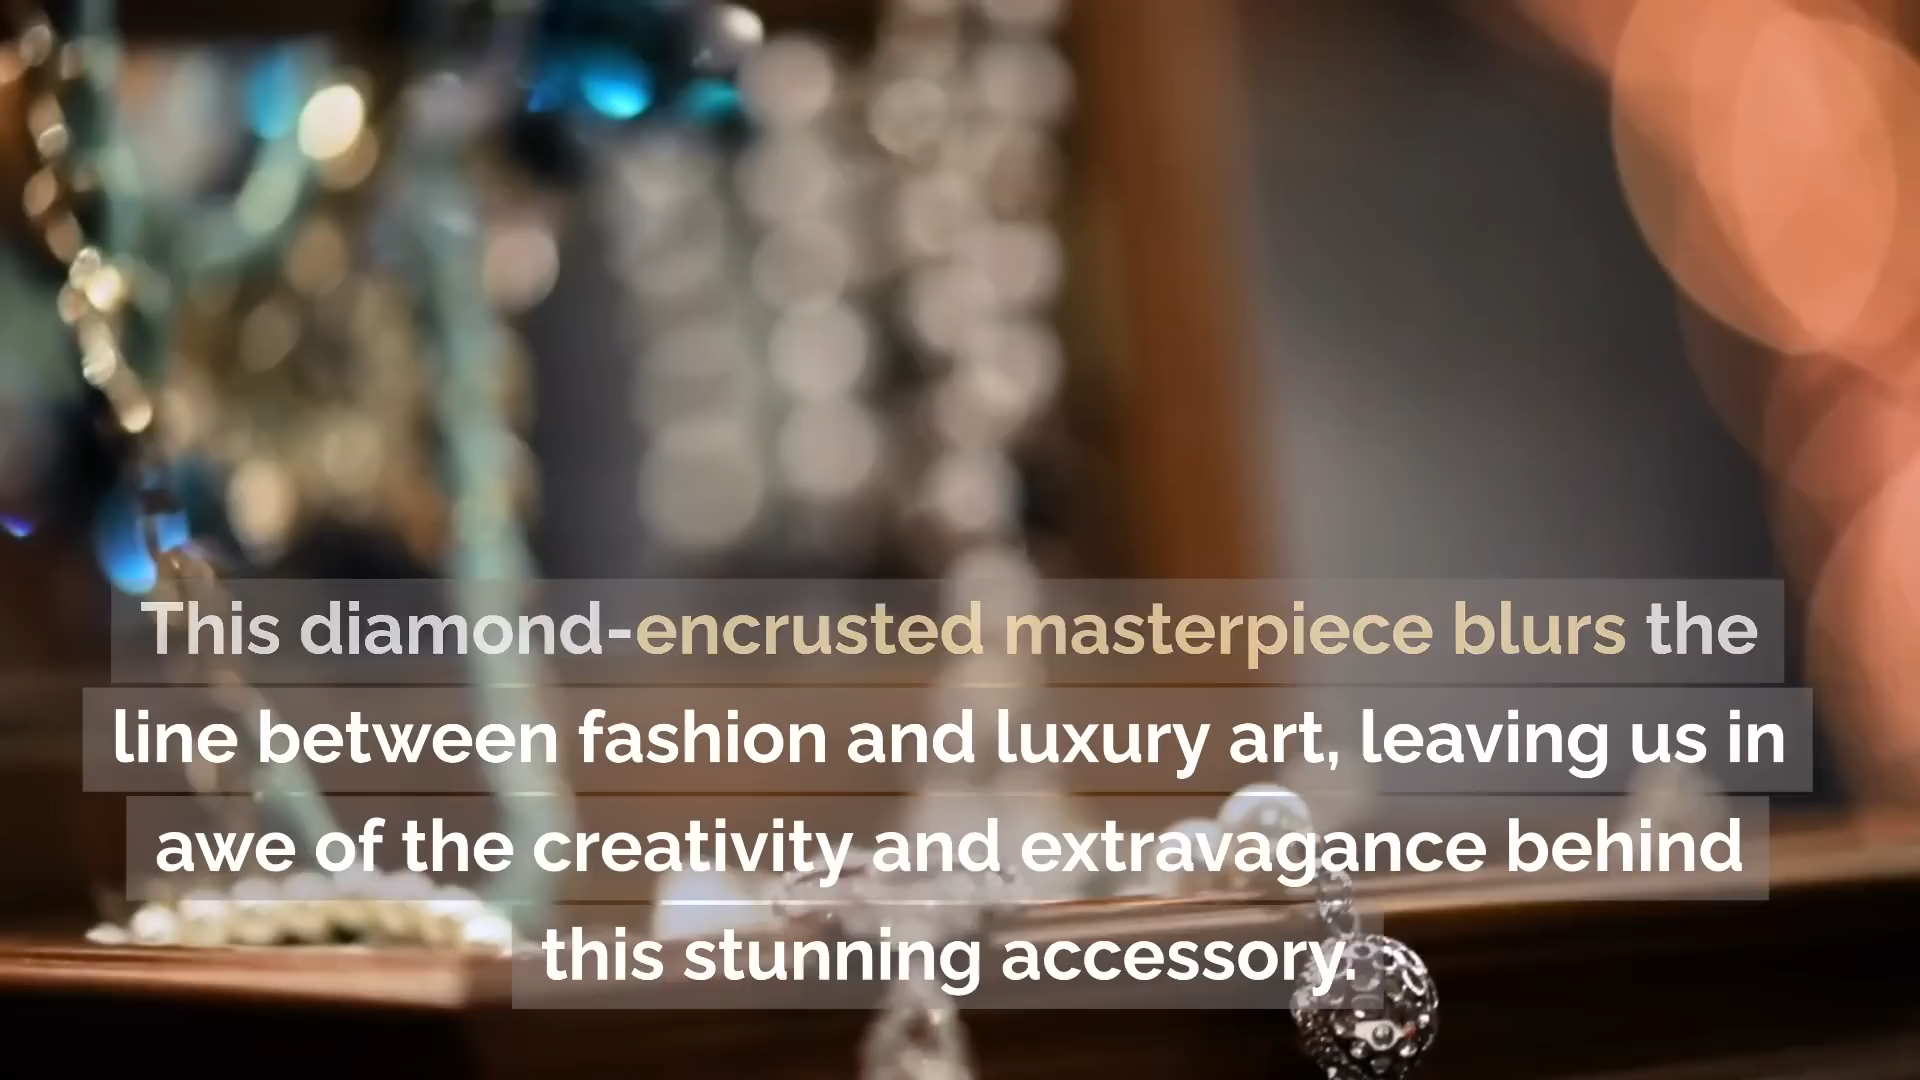 This diamond-encrusted masterpiece blurs the
line between fashion and luxury art, leaving us in
awe of the creativity and extravagance behind
this stunning accessory.